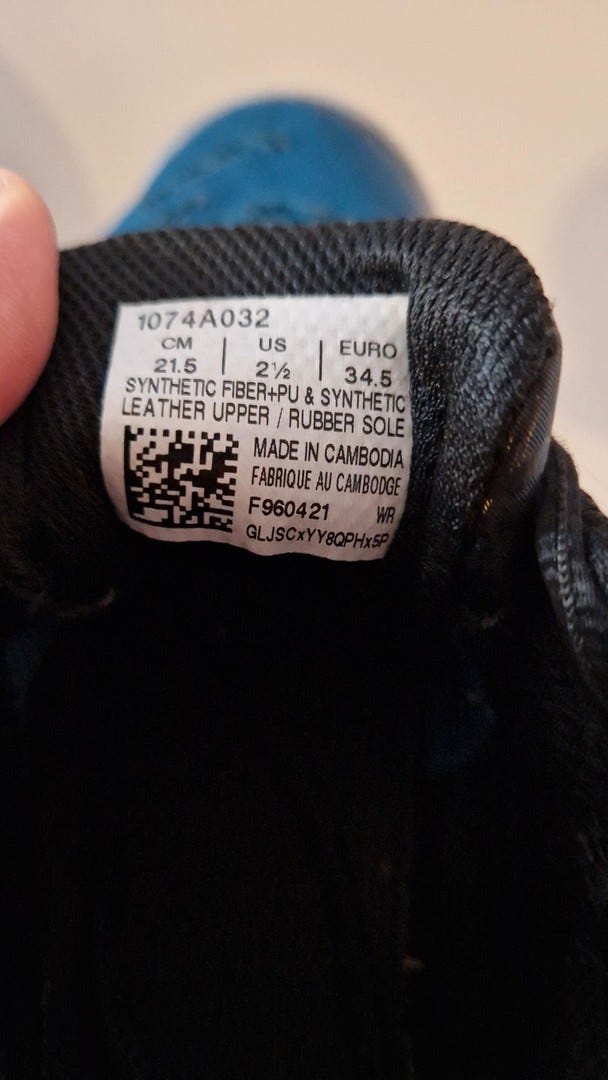 1074A032
CM | US | EURO
21.5 | 2½ | 34.5
SYNTHETIC FIBER+PU & SYNTHETIC
LEATHER UPPER / RUBBER SOLE
MADE IN CAMBODIA
FABRIQUE AU CAMBODGE
F960421 WR
GLJSCxYY8QPHx5P